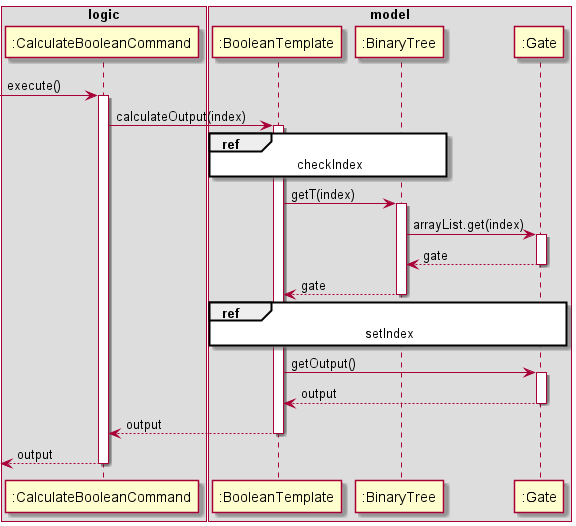 logic
model
:CalculateBooleanCommand
:BooleanTemplate
:BinaryTree
:Gate
execute()
calculateOutput(index)
ref
checkIndex
getT(index)
arrayList.get(index)
gate
gate
ref
setIndex
getOutput()
output
output
output
:CalculateBooleanCommand
:BooleanTemplate
:BinaryTree
:Gate